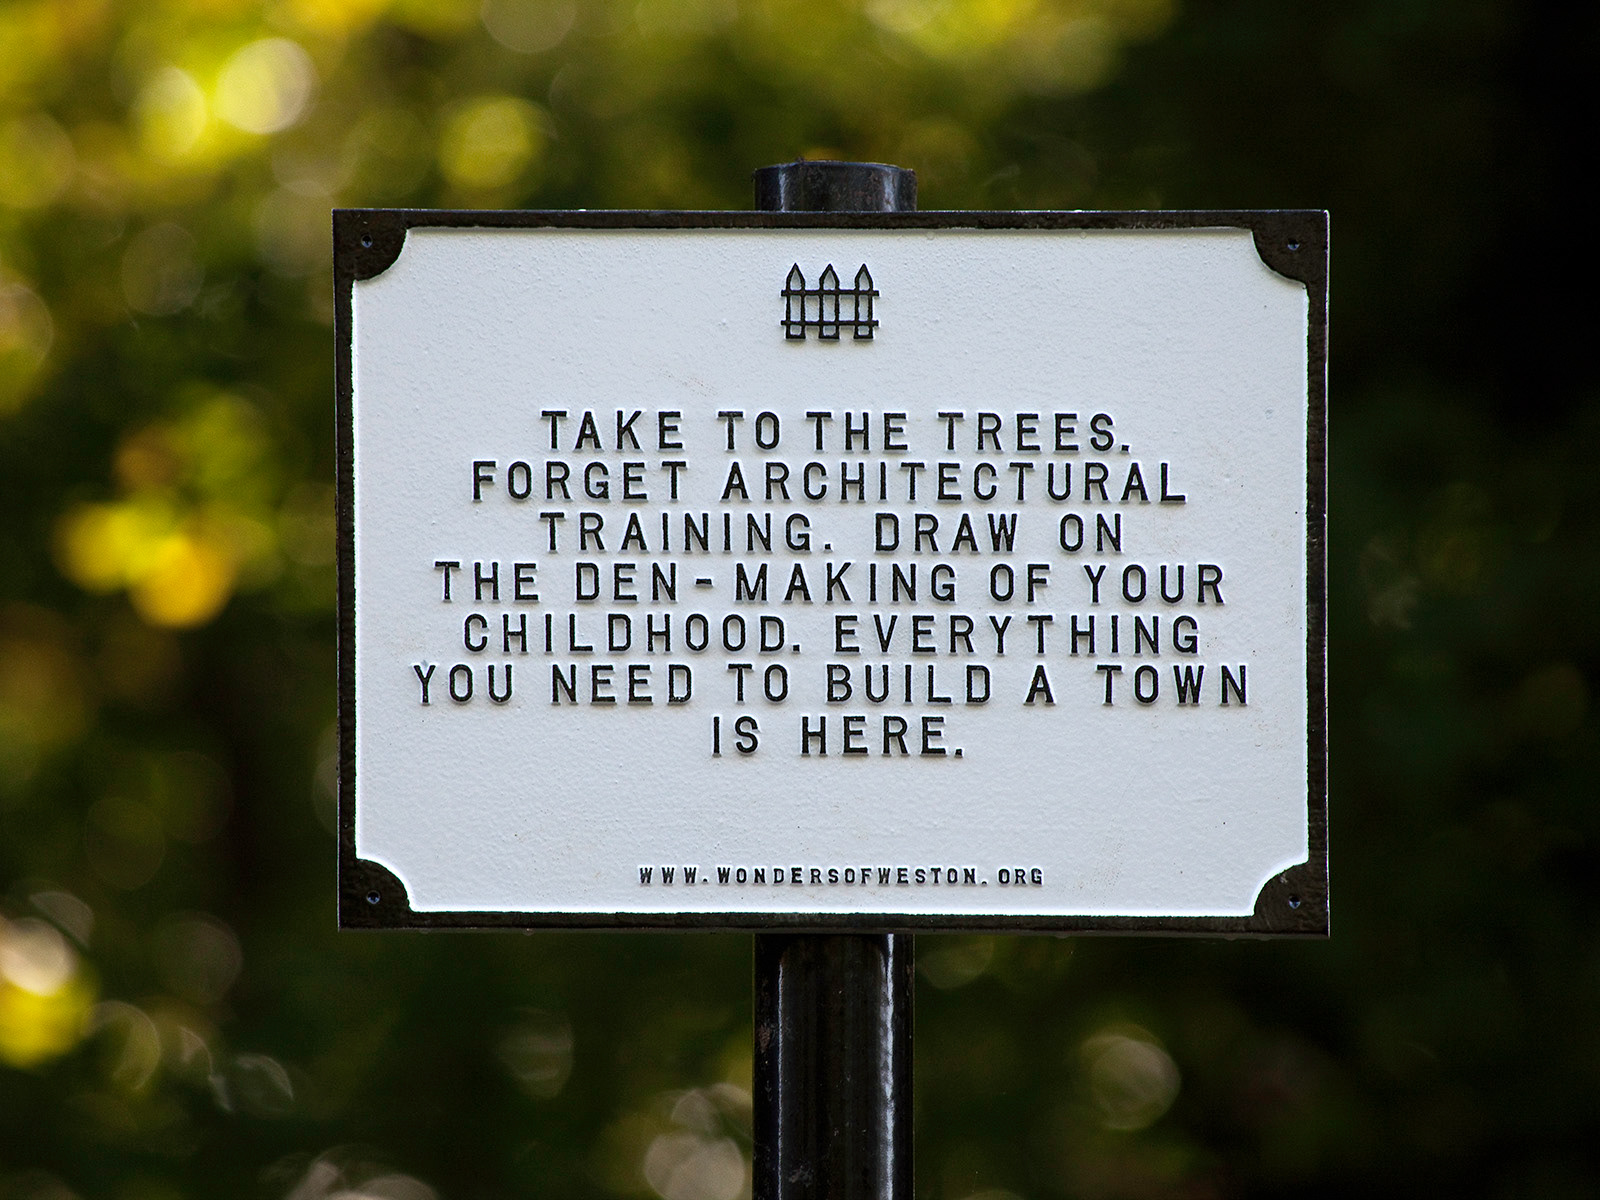 TAKE TO THE TREES.
FORGET ARCHITECTURAL
TRAINING. DRAW ON
THE DEN-MAKING OF YOUR
CHILDHOOD. EVERYTHING
YOU NEED TO BUILD A TOWN
IS HERE.
WWW.WONDERSOFWESTON.ORG